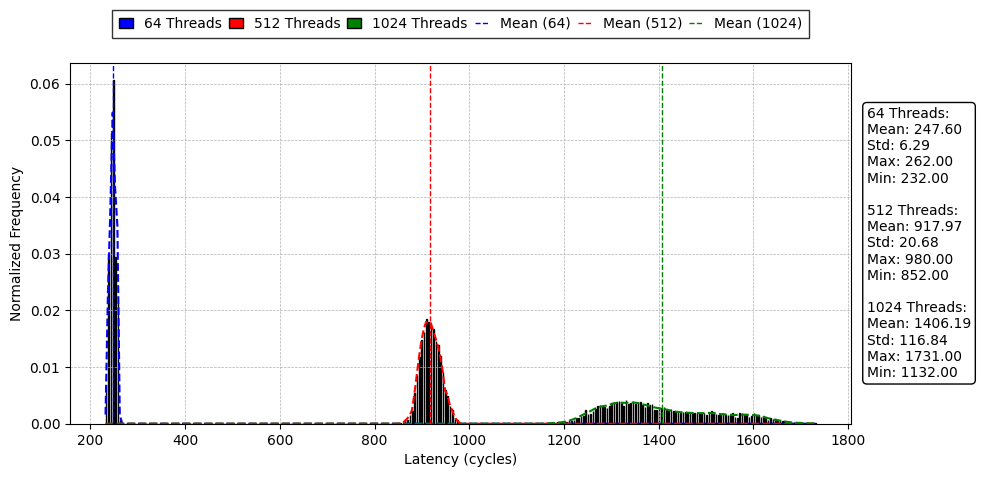 64 Threads 512 Threads 1024 Threads Mean (64) Mean (512) Mean (1024)
0.06
0.05
0.04
0.03
0.02
0.01
0.00
Normalized Frequency
200 400 600 800 1000 1200 1400 1600 1800
Latency (cycles)
64 Threads:
Mean: 247.60
Std: 6.29
Max: 262.00
Min: 232.00
512 Threads:
Mean: 917.97
Std: 20.68
Max: 980.00
Min: 852.00
1024 Threads:
Mean: 1406.19
Std: 116.84
Max: 1731.00
Min: 1132.00